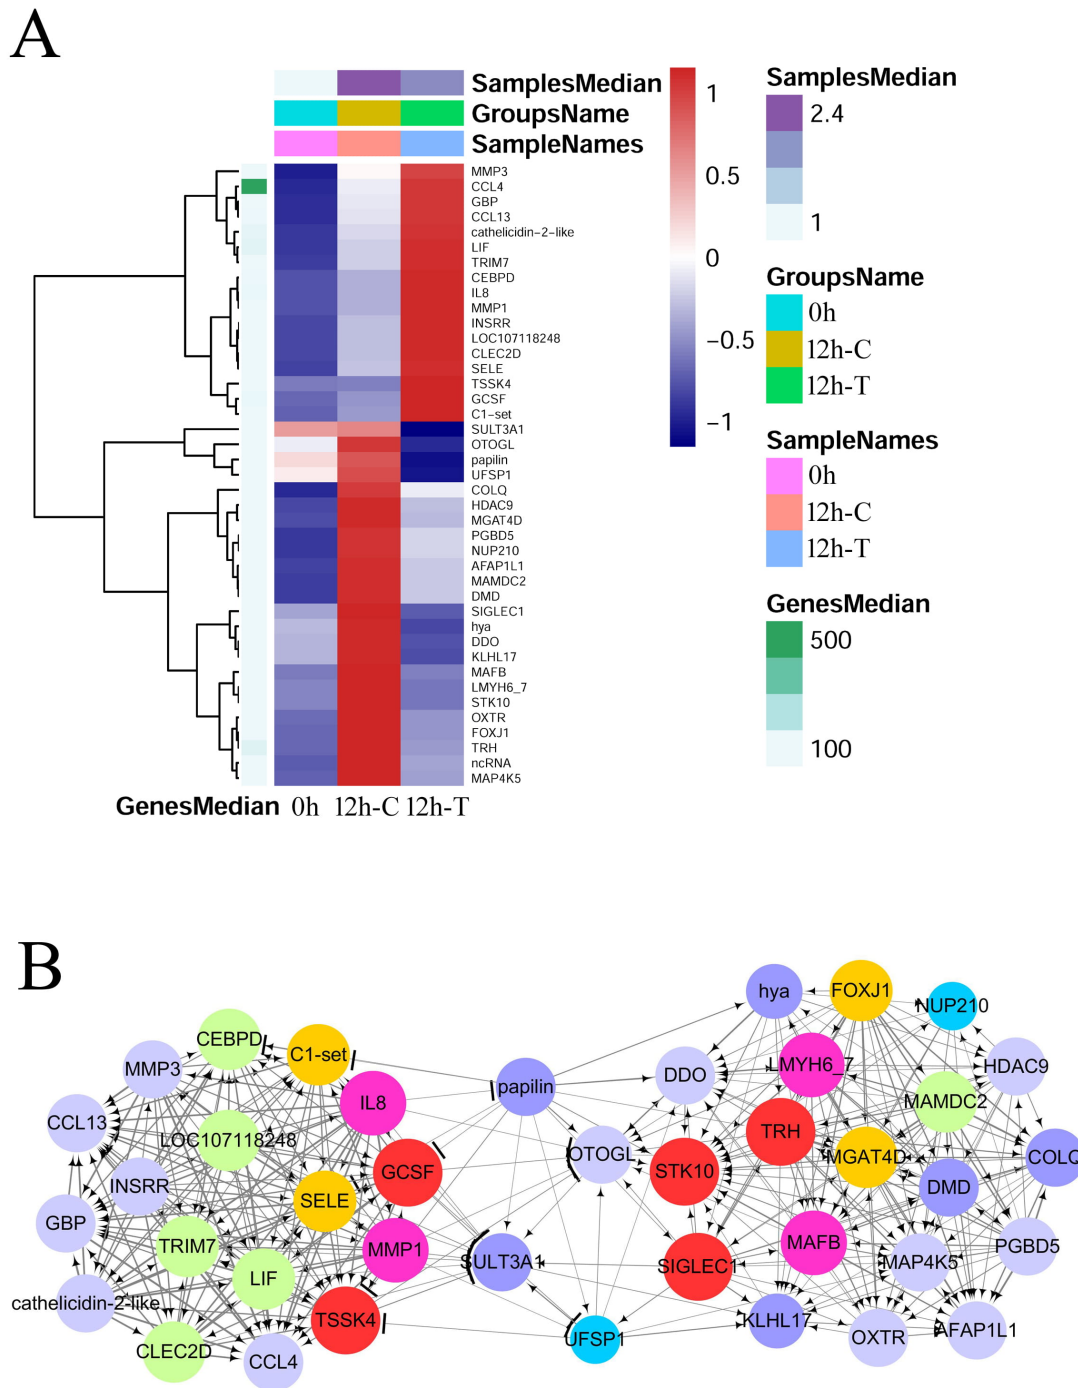 A
SamplesMedian
GroupsName
SampleNames
MMP3
CCL4
GBP
CCL13
cathelicidin-2-like
LIF
TRIM7
CEBPD
IL8
MMP1
INSRR
LOC107118248
CLEC2D
SELE
TSSK4
GCSF
C1-set
SULT3A1
OTOGL
papilin
UFSP1
COLQ
HDAC9
MGAT4D
PGBD5
NUP210
AFAP1L1
MAMDC2
DMD
SIGLEC1
hya
DDO
KLHL17
MAFB
LMYH6_7
STK10
OXTR
FOXJ1
TRH
ncRNA
MAP4K5
GenesMedian 0h 12h-C 12h-T
1
0.5
0
-0.5
-1
SamplesMedian
2.4
1
GroupsName
0h
12h-C
12h-T
SampleNames
0h
12h-C
12h-T
GenesMedian
500
100
B
CEBPD
C1-set
MMP3
IL8
CCL13
LOC107118248
GCSF
INSRR
SELE
GBP
TRIM7
MMP1
LIF
cathelicidin-2-like
TSSK4
CLEC2D
CCL4
papilin
OTOGL
SULT3A1
UFSP1
hya
FOXJ1
NUP210
DDO
LMYH6_7
HDAC9
MAMDC2
TRH
STK10
MGAT4D
COLQ
DMD
MAFB
PGBD5
SIGLEC1
MAP4K5
KLHL17
OXTR
AFAP1L1